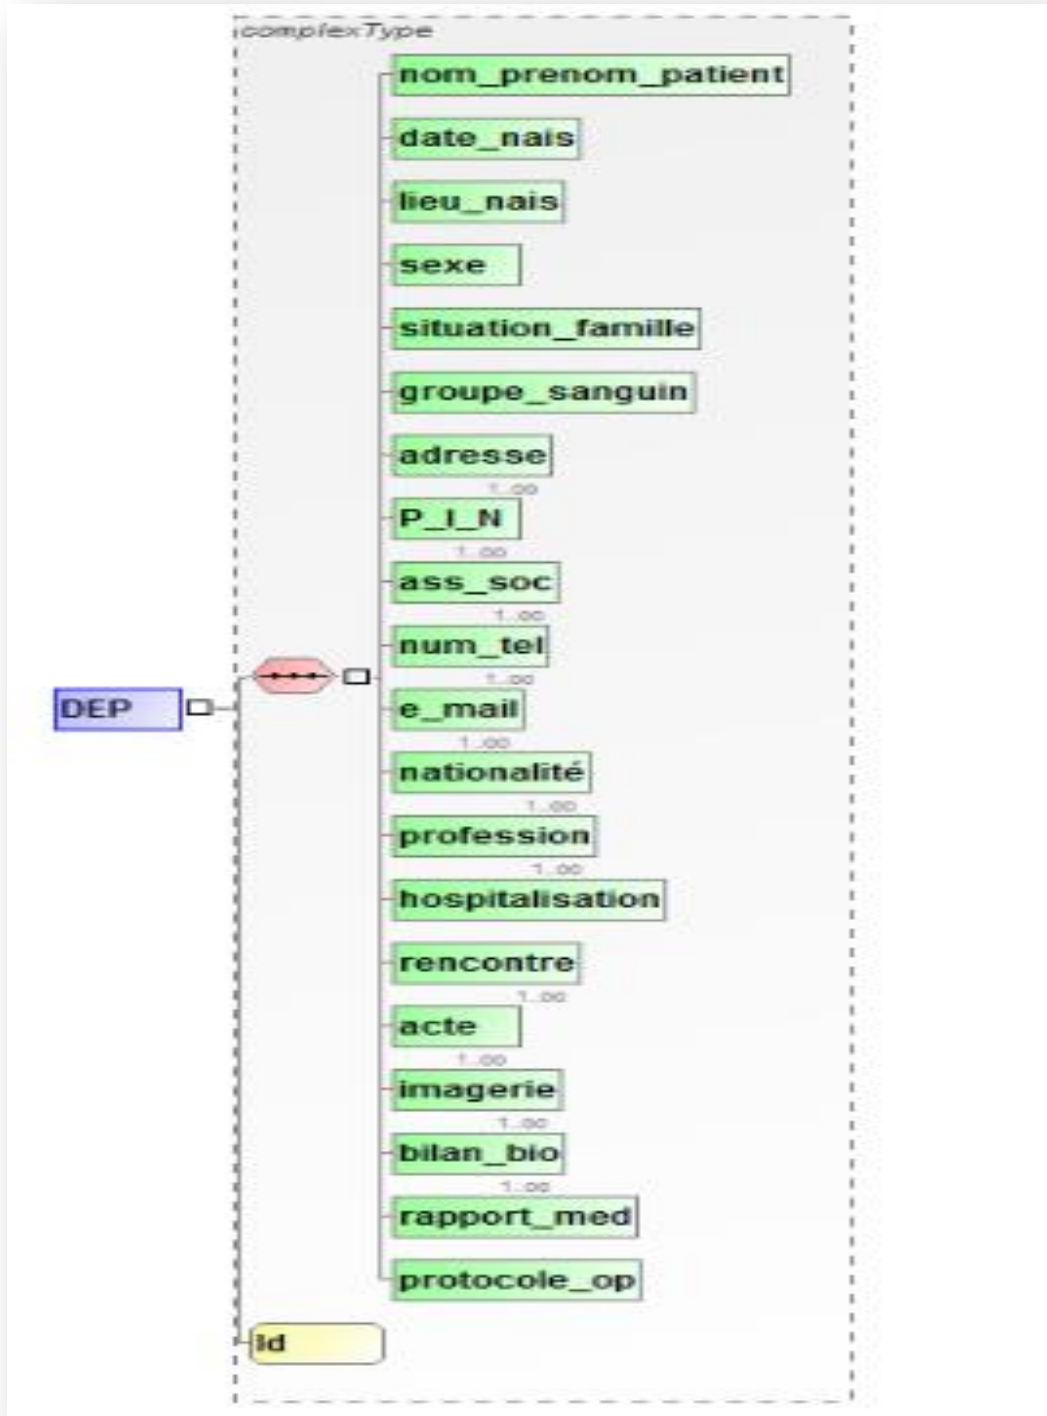 complexType
nom_prenom_patient
date_nais
lieu_nais
sexe
situation_famille
groupe_sanguin
adresse
1..∞
P_I_N
1..∞
ass_soc
1..∞
num_tel
1..∞
DEP
e_mail
1..∞
nationalité
1..∞
profession
1..∞
hospitalisation
rencontre
1..∞
acte
1..∞
imagerie
1..∞
bilan_bio
1..∞
rapport_med
protocole_op
id